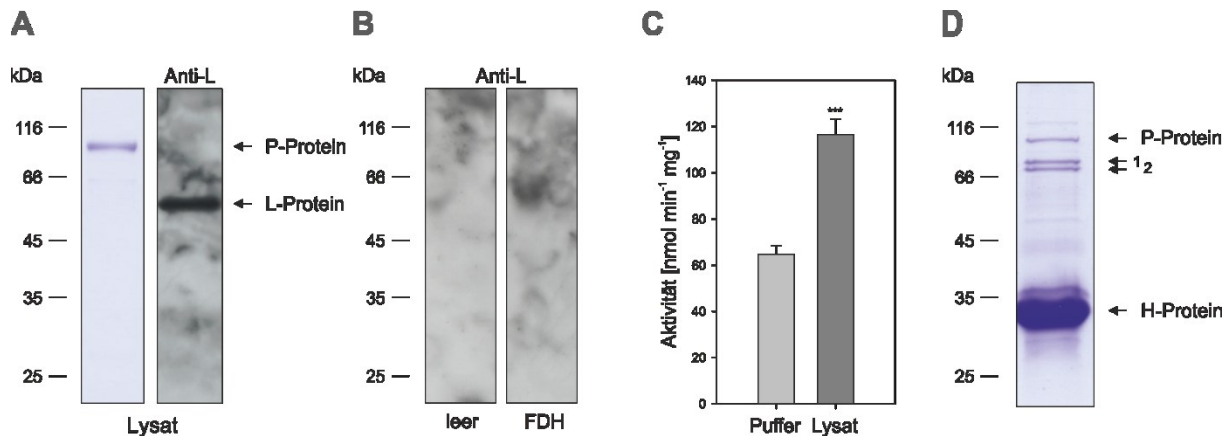 A
kDa
Anti-L
116
66
45
35
25
P-Protein
L-Protein
Lysat
B
kDa
Anti-L
116
66
45
35
25
leer
FDH
C
Aktivität [nmol min⁻¹ mg⁻¹]
140
120
100
80
60
40
20
0
***
Puffer
Lysat
D
kDa
116
66
45
35
25
P-Protein
1
2
H-Protein